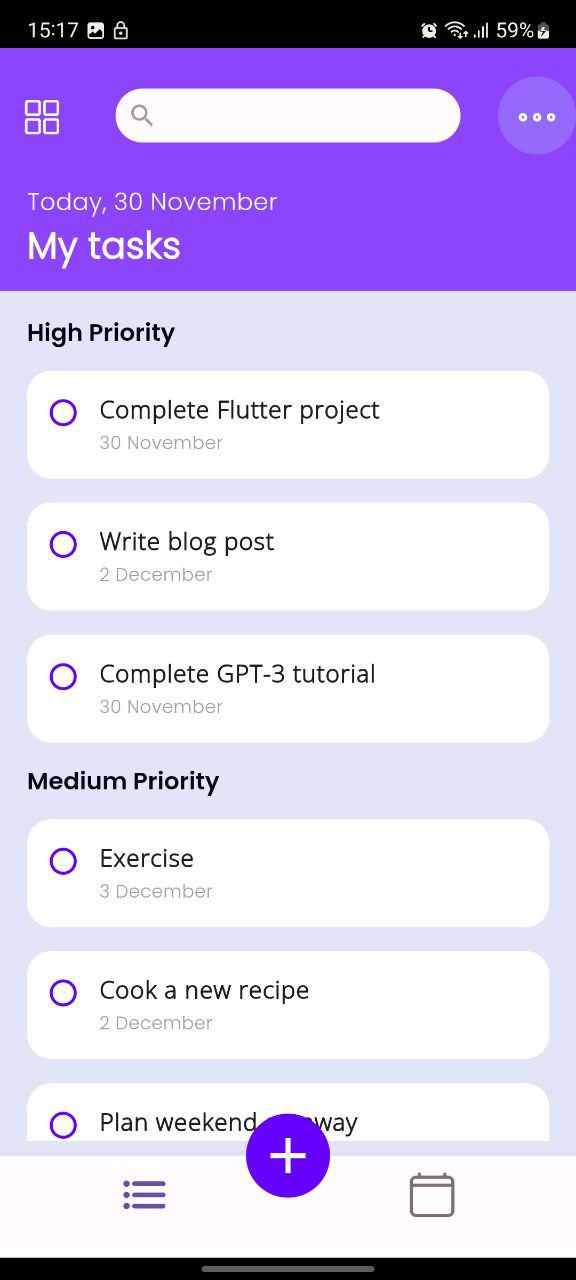 15:17 59%
Today, 30 November
My tasks
High Priority
Complete Flutter project
30 November
Write blog post
2 December
Complete GPT-3 tutorial
30 November
Medium Priority
Exercise
3 December
Cook a new recipe
2 December
Plan weekend